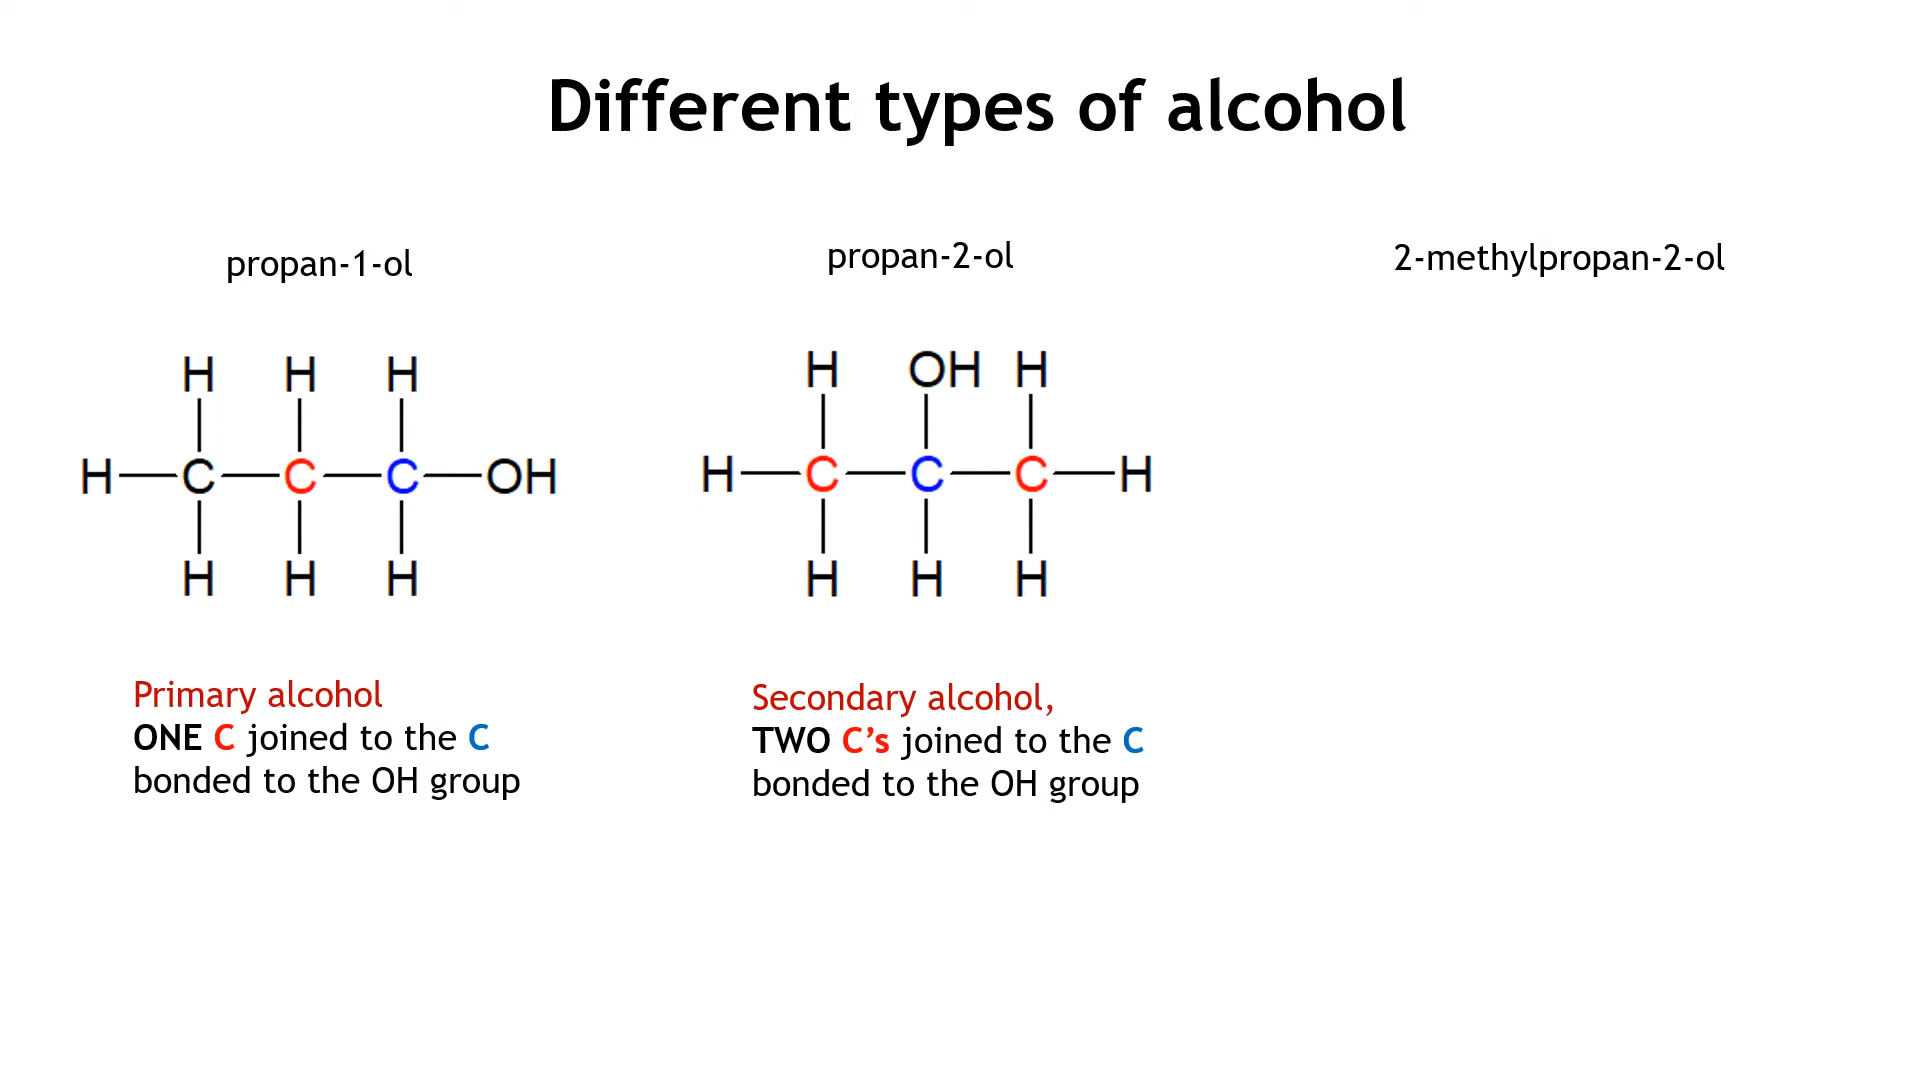 Different types of alcohol
propan-1-ol
H H H
H C C C OH
H H H
Primary alcohol
ONE C joined to the C
bonded to the OH group
propan-2-ol
H OH H
H C C C H
H H H
Secondary alcohol,
TWO C’s joined to the C
bonded to the OH group
2-methylpropan-2-ol